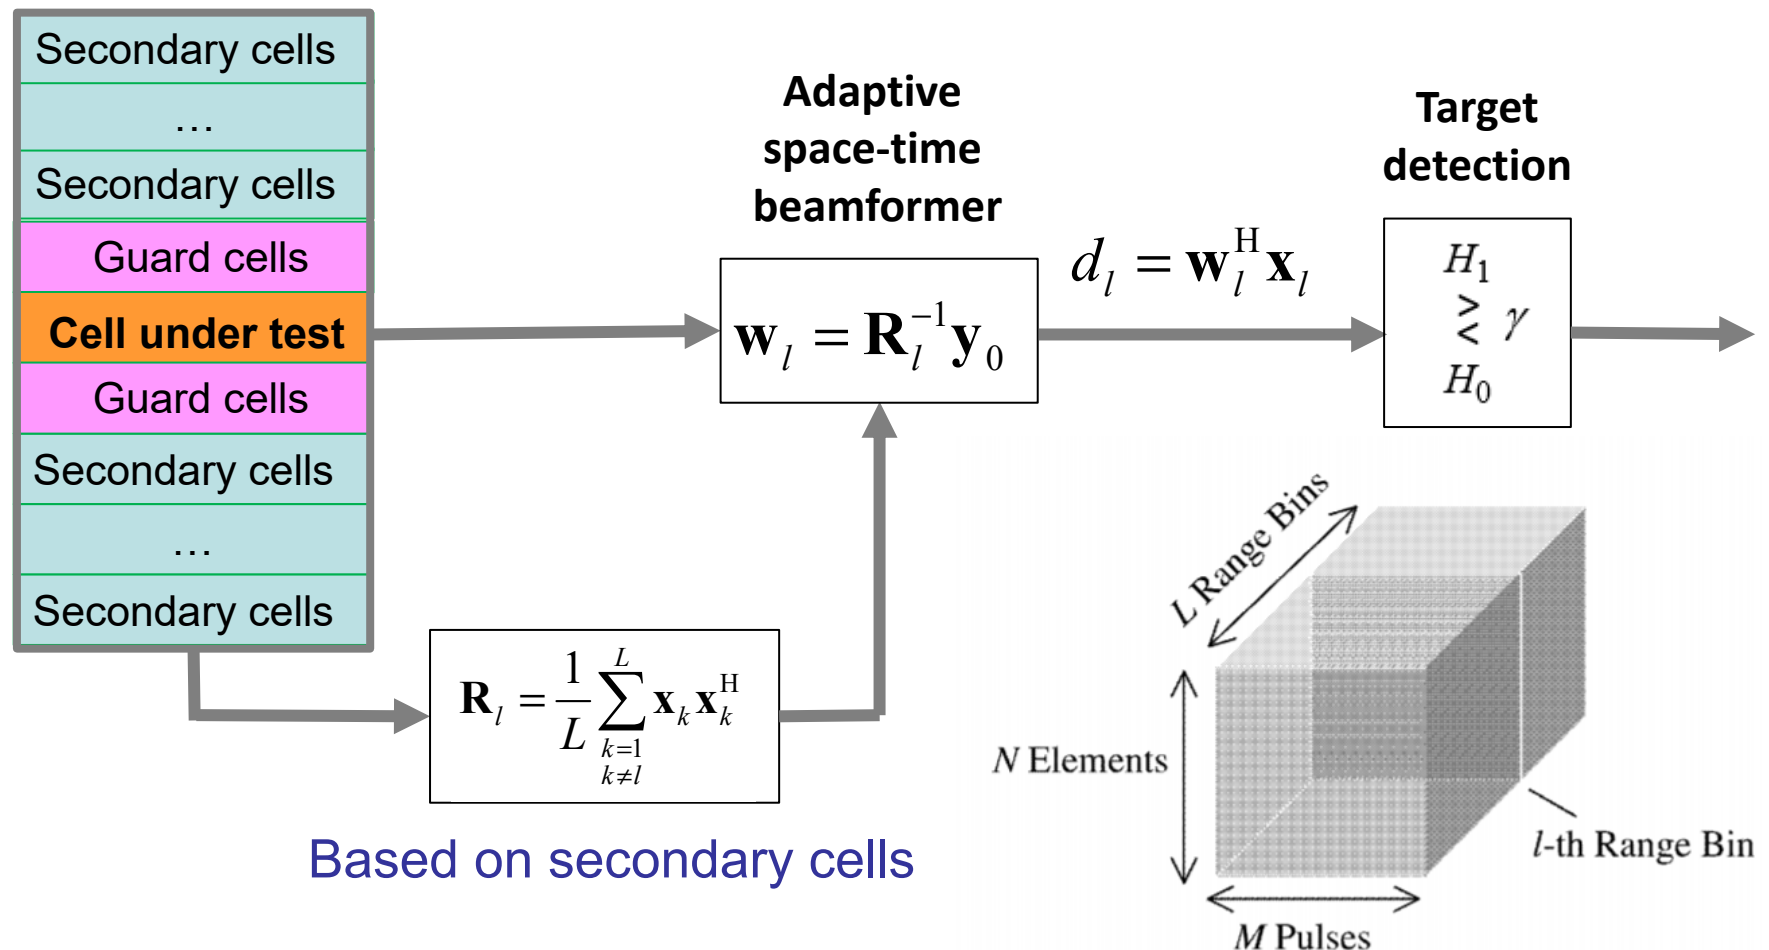 Secondary cells
...
Secondary cells
Guard cells
Cell under test
Guard cells
Secondary cells
...
Secondary cells
Adaptive
space-time
beamformer
w_l = R_l^{-1} y_0
d_l = w_l^H x_l
Target
detection
H_1
> < γ
H_0
R_l = \frac{1}{L} \sum_{k=1, k≠l}^{L} x_k x_k^H
Based on secondary cells
L Range Bins
N Elements
l-th Range Bin
M Pulses